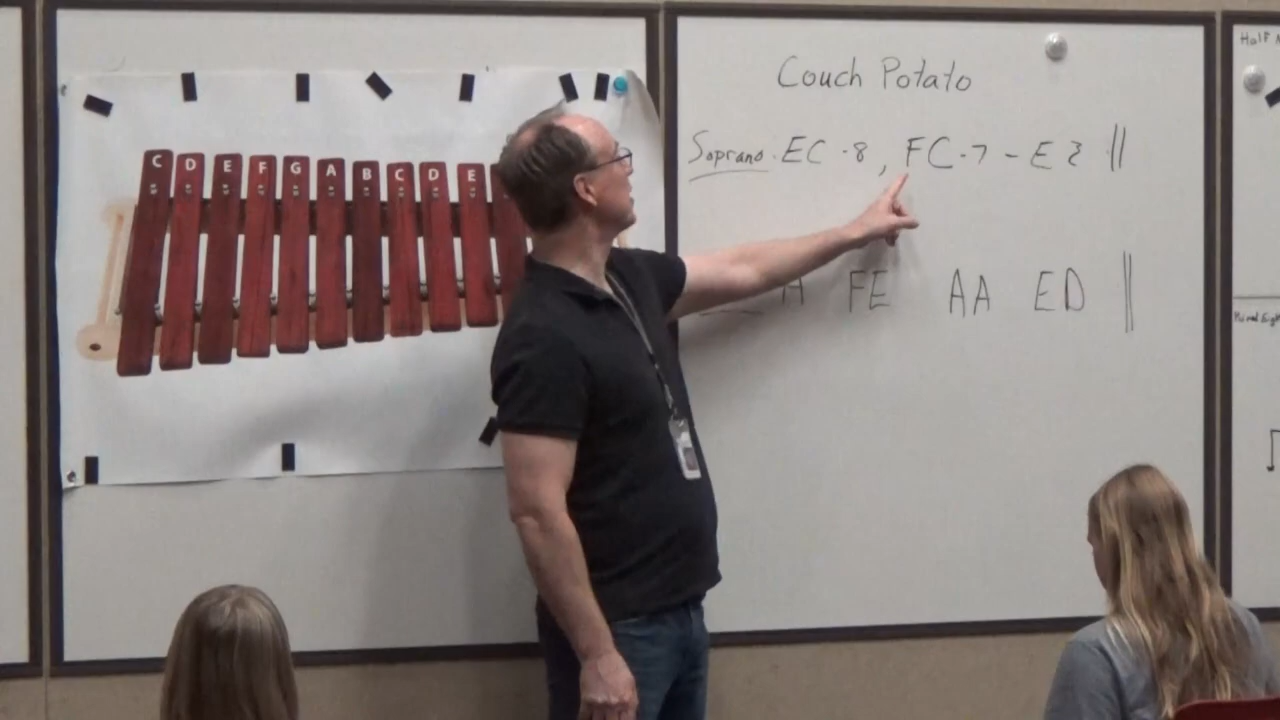 Couch Potato
Soprano. EC - 8, FC - 7 - E 𝄽 ||
A FE AA ED ||
C D E F G A B C D E
Half